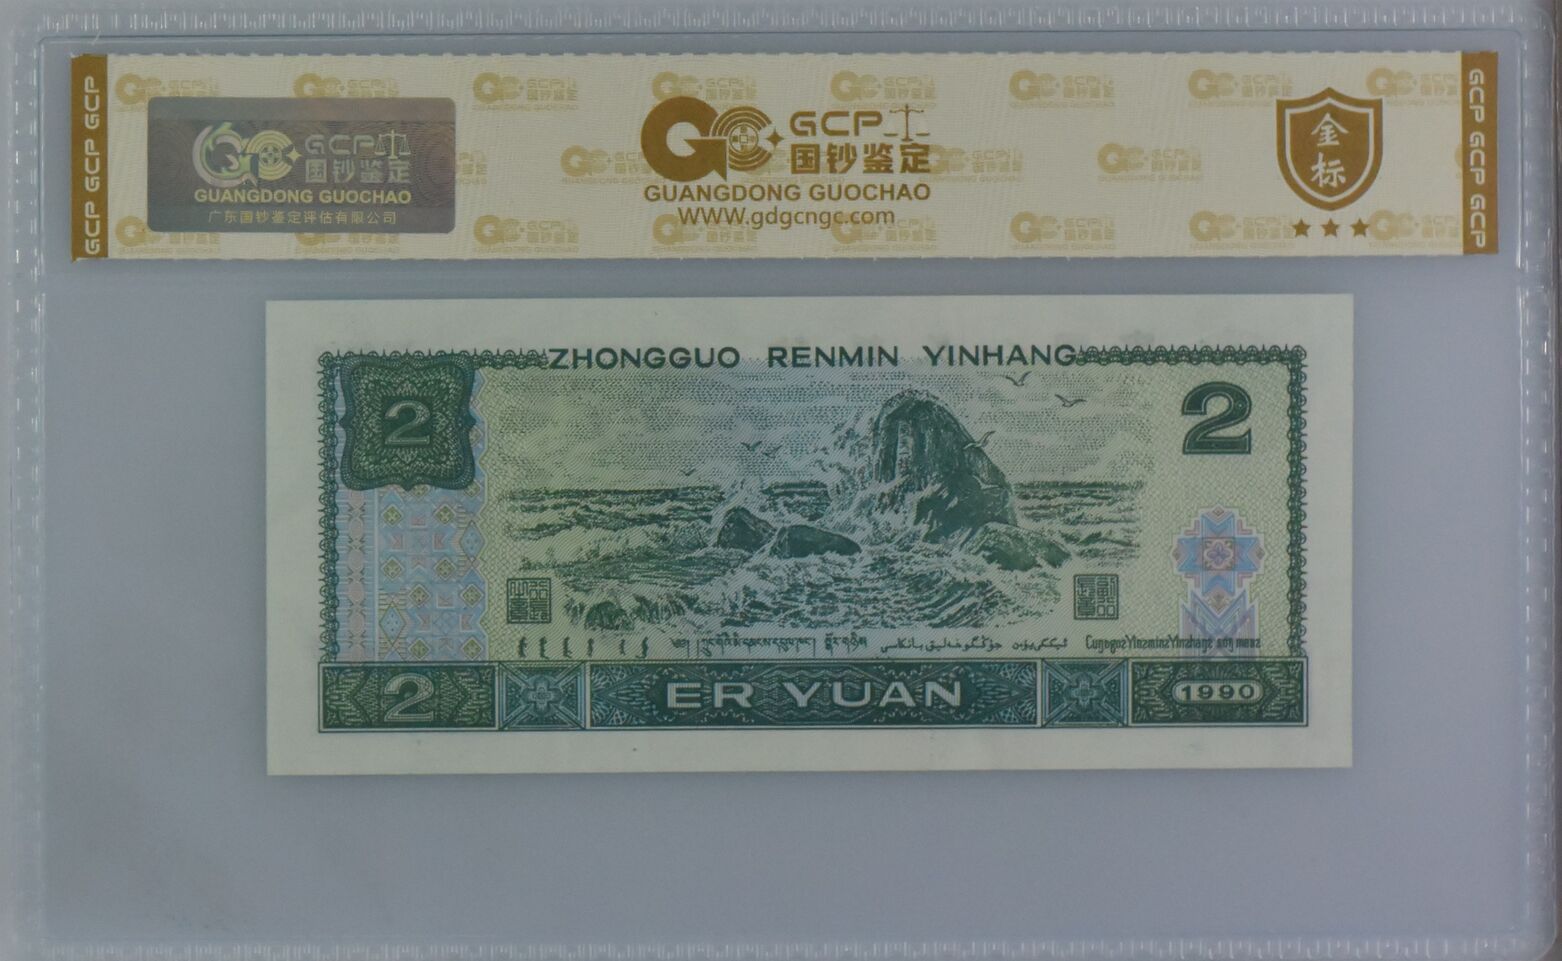 GCP GCP GCP
GCP
国钞鉴定
GUANGDONG GUOCHAO
广东国钞鉴定评估有限公司
GCP
国钞鉴定
GUANGDONG GUOCHAO
WWW.gdgcngc.com
金标
GCP GCP GCP
ZHONGGUO RENMIN YINHANG
2
2
2
ER YUAN
1990